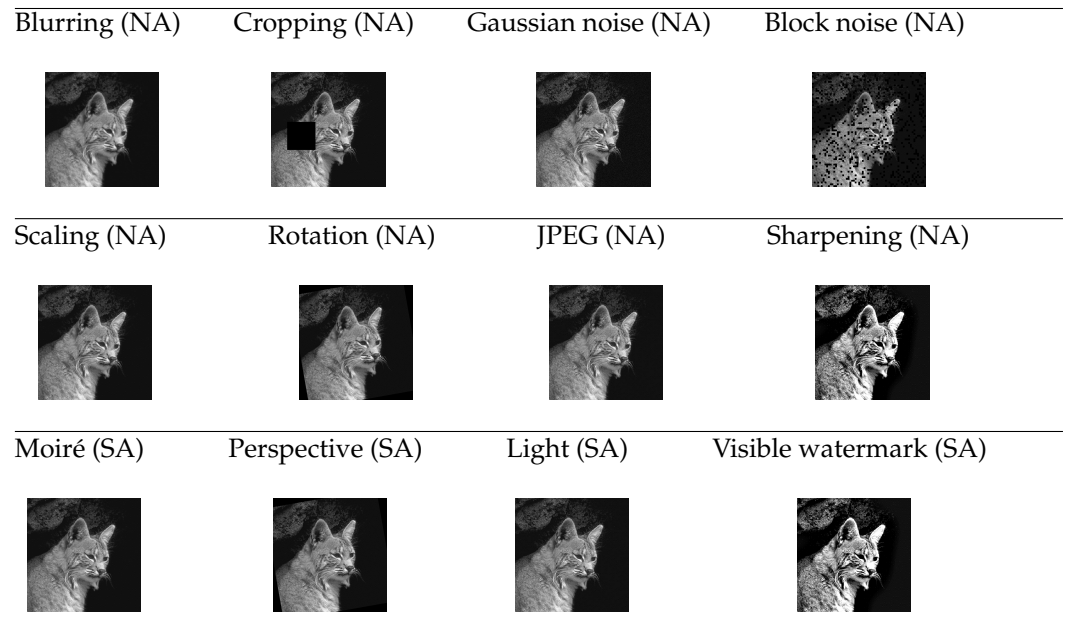 Blurring (NA) Cropping (NA) Gaussian noise (NA) Block noise (NA)
Scaling (NA) Rotation (NA) JPEG (NA) Sharpening (NA)
Moiré (SA) Perspective (SA) Light (SA) Visible watermark (SA)